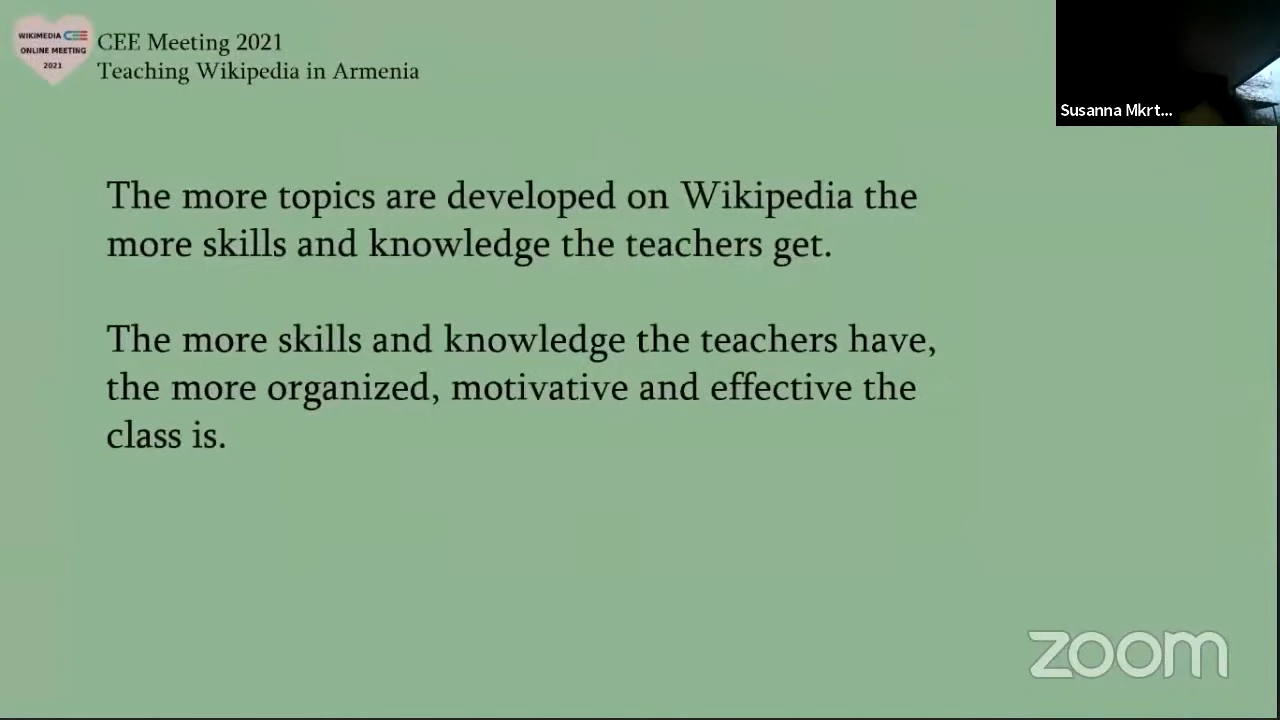 WIKIMEDIA CEE
ONLINE MEETING
2021
CEE Meeting 2021
Teaching Wikipedia in Armenia
Susanna Mkrt...
The more topics are developed on Wikipedia the
more skills and knowledge the teachers get.
The more skills and knowledge the teachers have,
the more organized, motivative and effective the
class is.
zoom